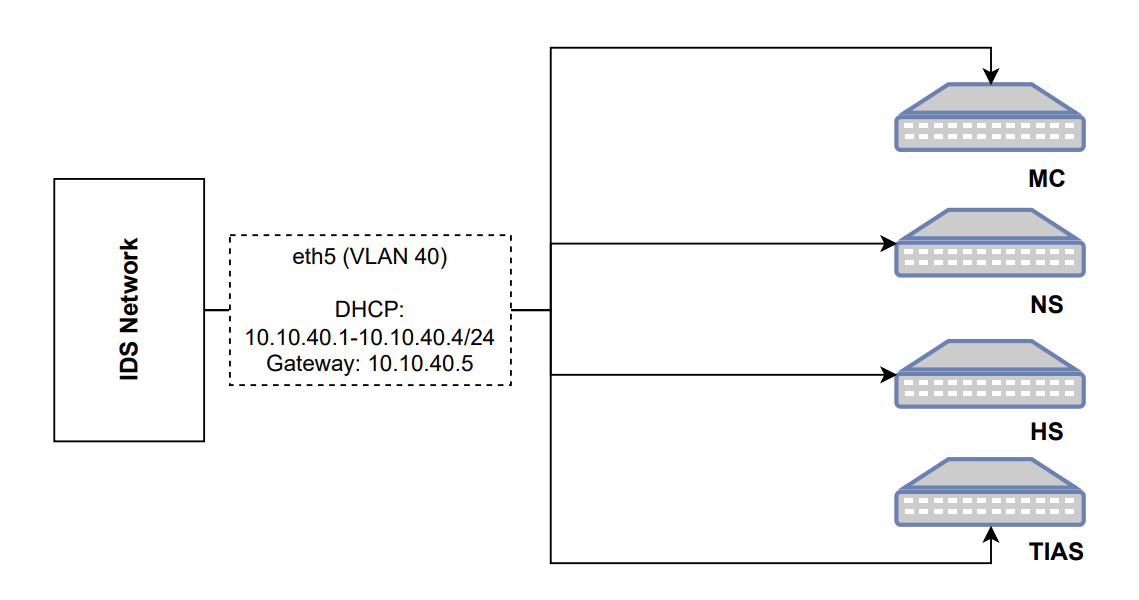 IDS Network
eth5 (VLAN 40)
DHCP:
10.10.40.1-10.10.40.4/24
Gateway: 10.10.40.5
MC
NS
HS
TIAS